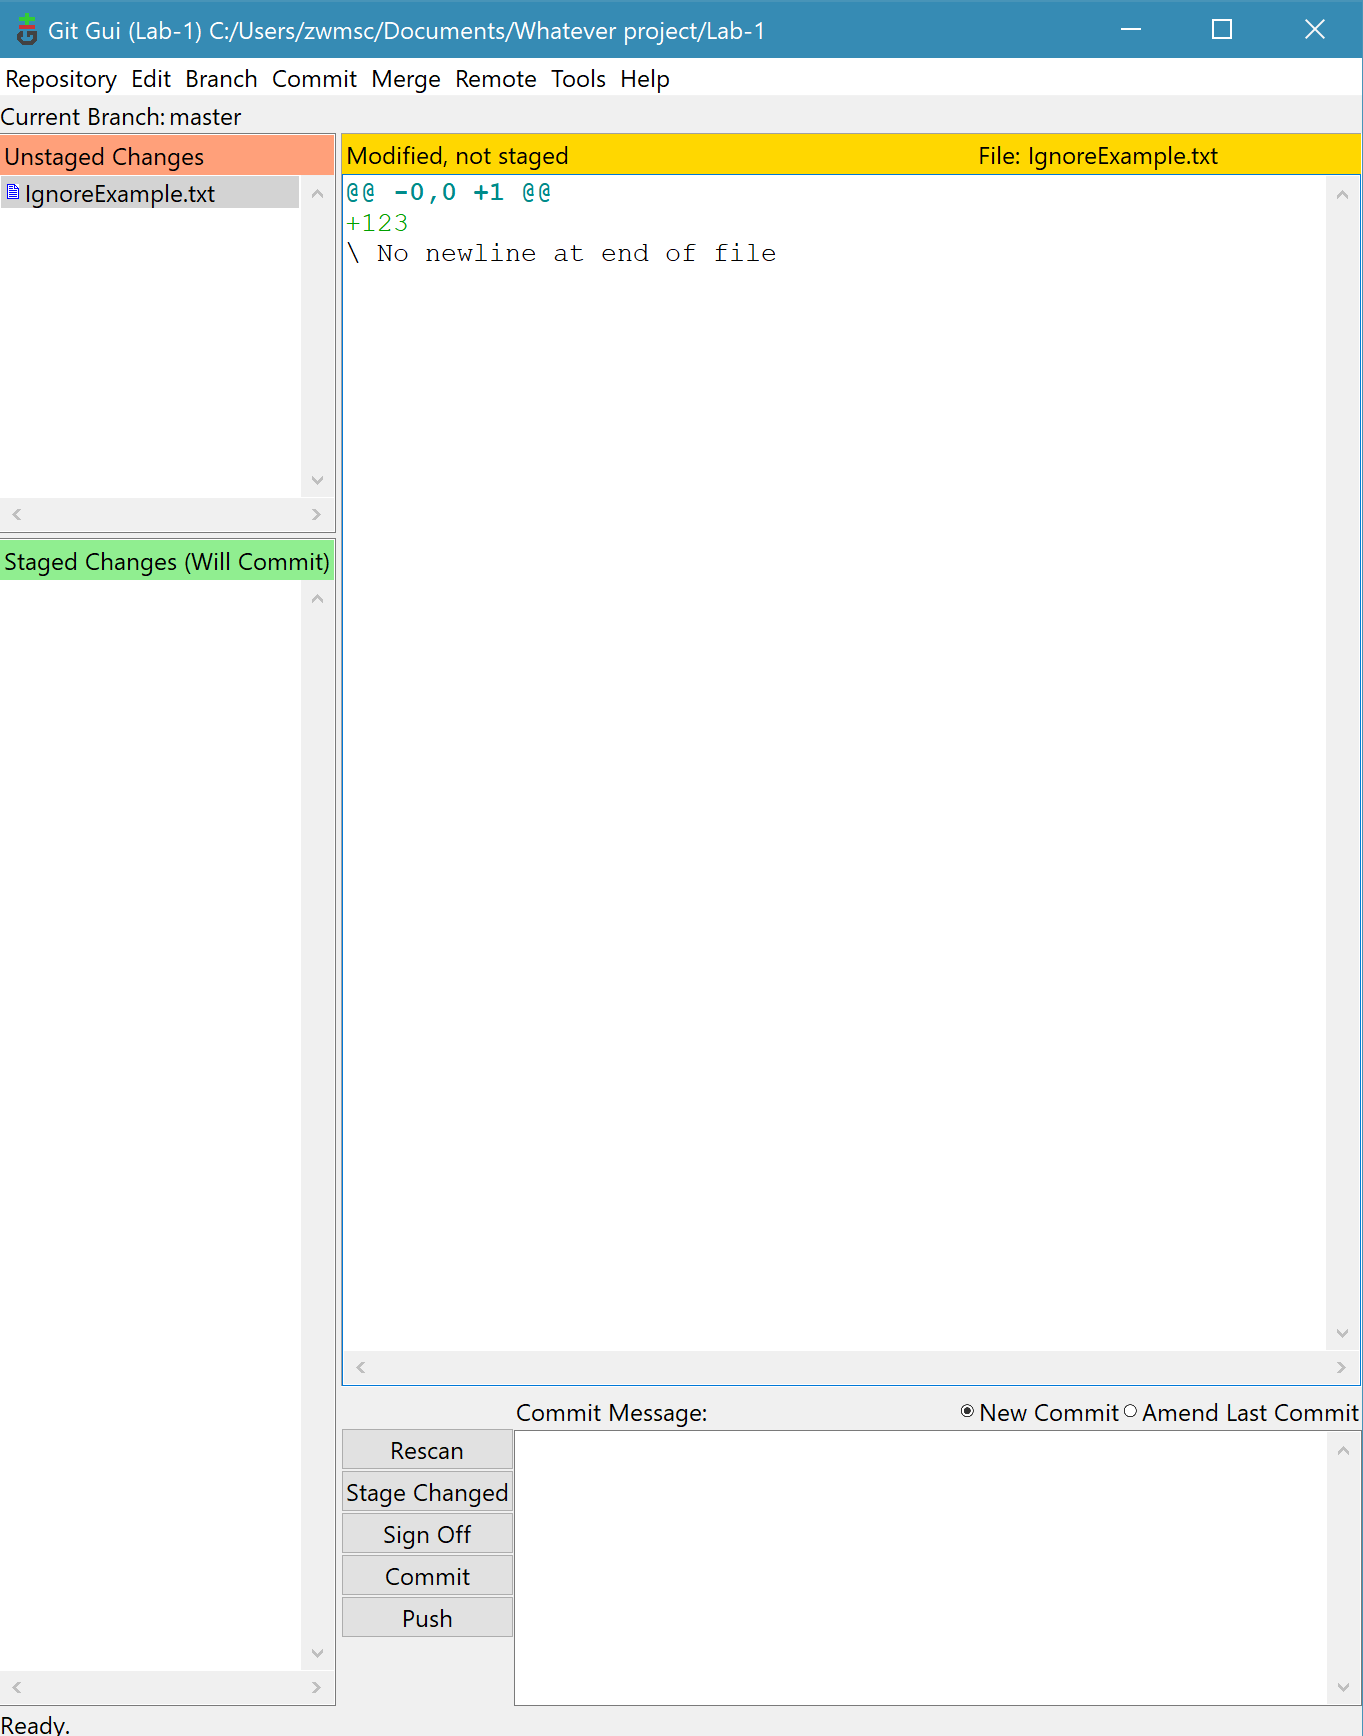 Git Gui (Lab-1) C:/Users/zwmsc/Documents/Whatever project/Lab-1
Repository Edit Branch Commit Merge Remote Tools Help
Current Branch: master
Unstaged Changes
IgnoreExample.txt
Modified, not staged File: IgnoreExample.txt
@@ -0,0 +1 @@
+123
\ No newline at end of file
Staged Changes (Will Commit)
Commit Message: New Commit Amend Last Commit
Rescan
Stage Changed
Sign Off
Commit
Push
Ready.